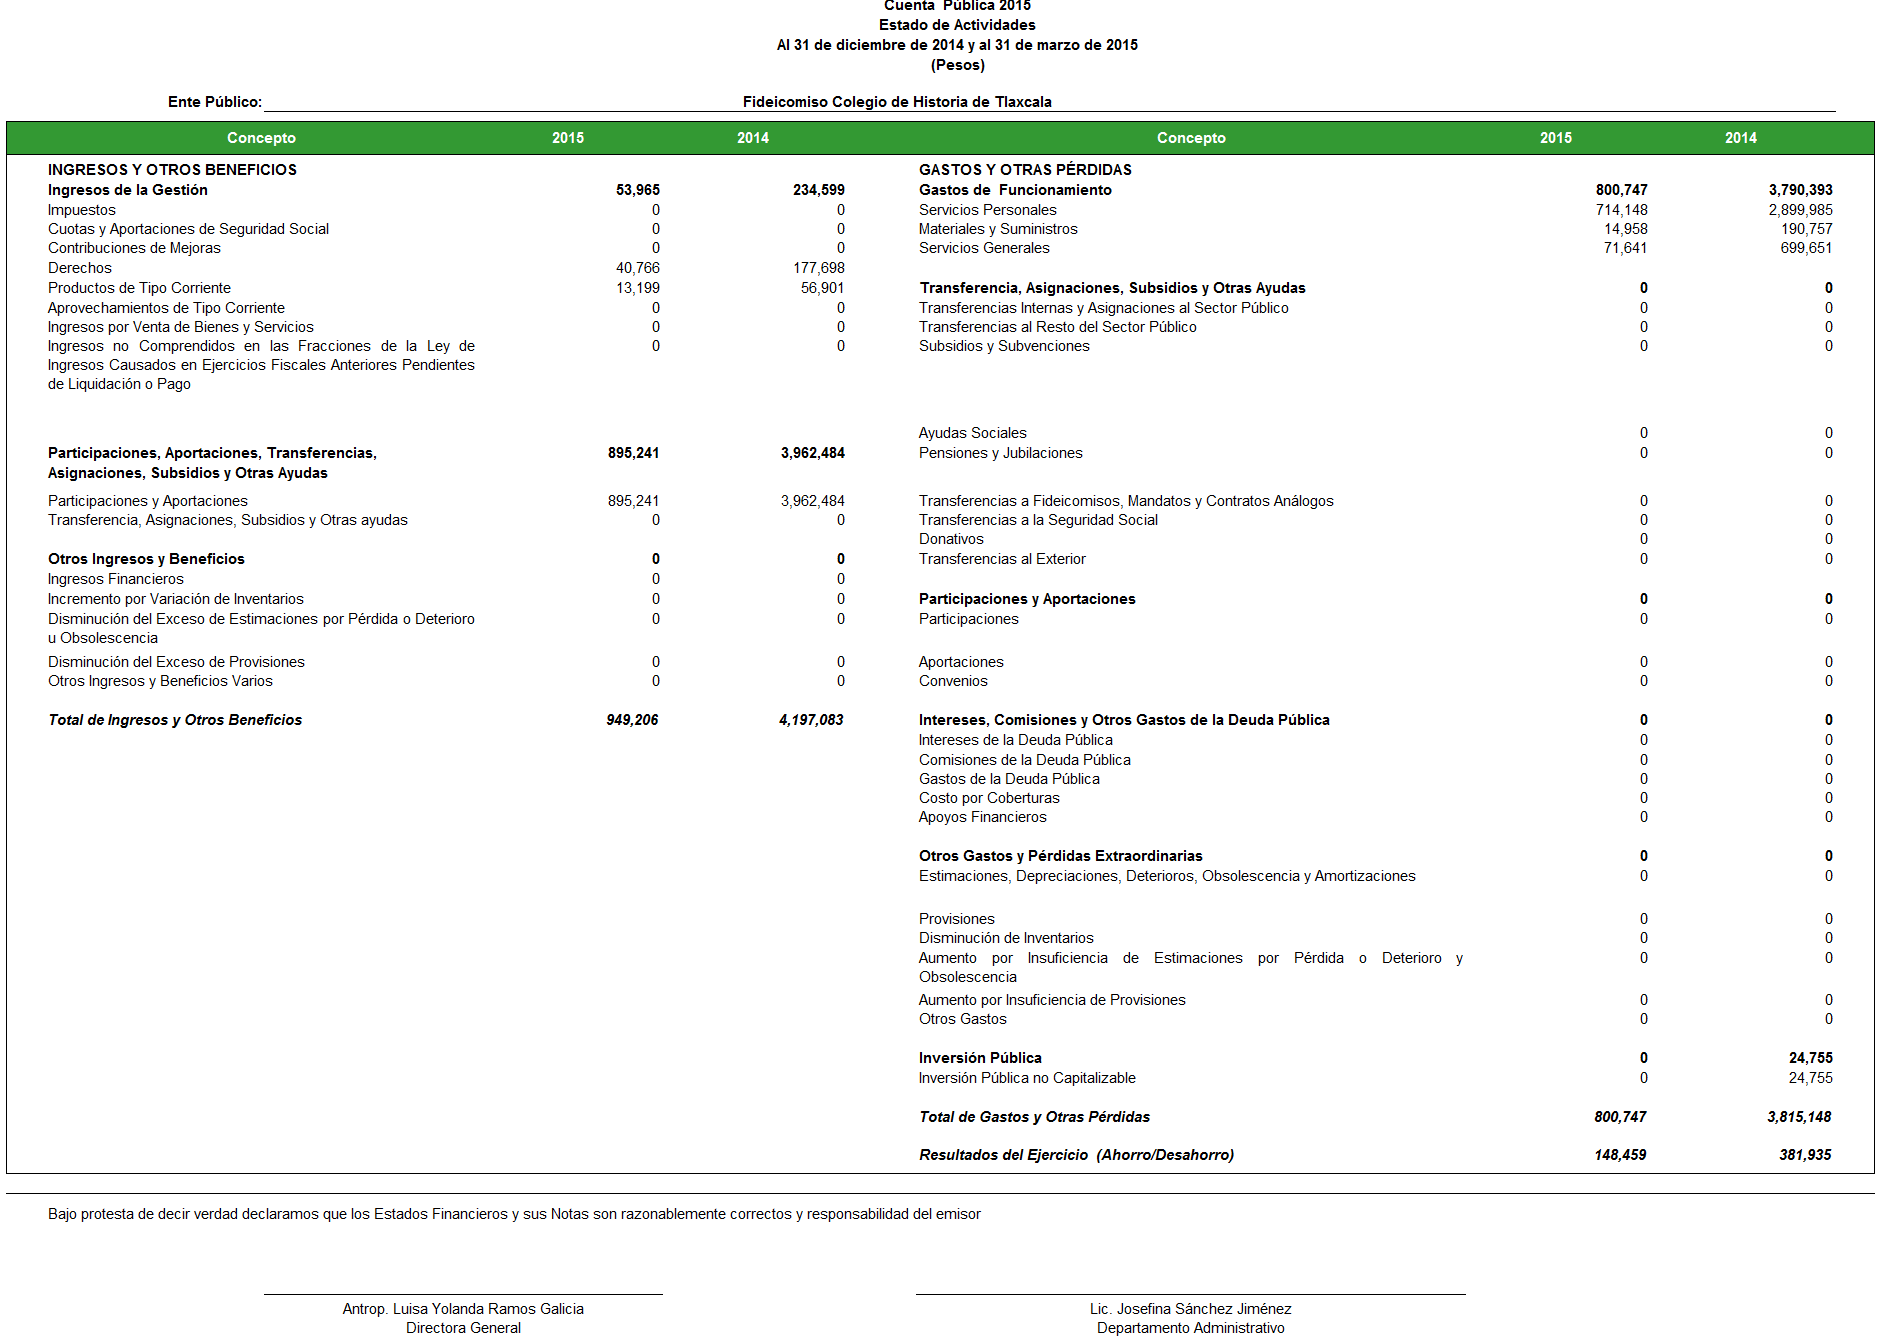 Cuenta Pública 2015
Estado de Actividades
Al 31 de diciembre de 2014 y al 31 de marzo de 2015
(Pesos)
Ente Público: Fideicomiso Colegio de Historia de Tlaxcala
Concepto 2015 2014 Concepto 2015 2014
INGRESOS Y OTROS BENEFICIOS GASTOS Y OTRAS PÉRDIDAS
Ingresos de la Gestión 53,965 234,599 Gastos de Funcionamiento 800,747 3,790,393
Impuestos 0 0 Servicios Personales 714,148 2,899,985
Cuotas y Aportaciones de Seguridad Social 0 0 Materiales y Suministros 14,958 190,757
Contribuciones de Mejoras 0 0 Servicios Generales 71,641 699,651
Derechos 40,766 177,698
Productos de Tipo Corriente 13,199 56,901 Transferencia, Asignaciones, Subsidios y Otras Ayudas 0 0
Aprovechamientos de Tipo Corriente 0 0 Transferencias Internas y Asignaciones al Sector Público 0 0
Ingresos por Venta de Bienes y Servicios 0 0 Transferencias al Resto del Sector Público 0 0
Ingresos no Comprendidos en las Fracciones de la Ley de 0 0 Subsidios y Subvenciones 0 0
Ingresos Causados en Ejercicios Fiscales Anteriores Pendientes
de Liquidación o Pago
Ayudas Sociales 0 0
Participaciones, Aportaciones, Transferencias, 895,241 3,962,484 Pensiones y Jubilaciones 0 0
Asignaciones, Subsidios y Otras Ayudas
Participaciones y Aportaciones 895,241 3,962,484 Transferencias a Fideicomisos, Mandatos y Contratos Análogos 0 0
Transferencia, Asignaciones, Subsidios y Otras ayudas 0 0 Transferencias a la Seguridad Social 0 0
Donativos 0 0
Otros Ingresos y Beneficios 0 0 Transferencias al Exterior 0 0
Ingresos Financieros 0 0
Incremento por Variación de Inventarios 0 0 Participaciones y Aportaciones 0 0
Disminución del Exceso de Estimaciones por Pérdida o Deterioro 0 0 Participaciones 0 0
u Obsolescencia
Disminución del Exceso de Provisiones 0 0 Aportaciones 0 0
Otros Ingresos y Beneficios Varios 0 0 Convenios 0 0
Total de Ingresos y Otros Beneficios 949,206 4,197,083 Intereses, Comisiones y Otros Gastos de la Deuda Pública 0 0
Intereses de la Deuda Pública 0 0
Comisiones de la Deuda Pública 0 0
Gastos de la Deuda Pública 0 0
Costo por Coberturas 0 0
Apoyos Financieros 0 0
Otros Gastos y Pérdidas Extraordinarias 0 0
Estimaciones, Depreciaciones, Deterioros, Obsolescencia y Amortizaciones 0 0
Provisiones 0 0
Disminución de Inventarios 0 0
Aumento por Insuficiencia de Estimaciones por Pérdida o Deterioro y 0 0
Obsolescencia
Aumento por Insuficiencia de Provisiones 0 0
Otros Gastos 0 0
Inversión Pública 0 24,755
Inversión Pública no Capitalizable 0 24,755
Total de Gastos y Otras Pérdidas 800,747 3,815,148
Resultados del Ejercicio (Ahorro/Desahorro) 148,459 381,935
Bajo protesta de decir verdad declaramos que los Estados Financieros y sus Notas son razonablemente correctos y responsabilidad del emisor
Antrop. Luisa Yolanda Ramos Galicia Lic. Josefina Sánchez Jiménez
Directora General Departamento Administrativo